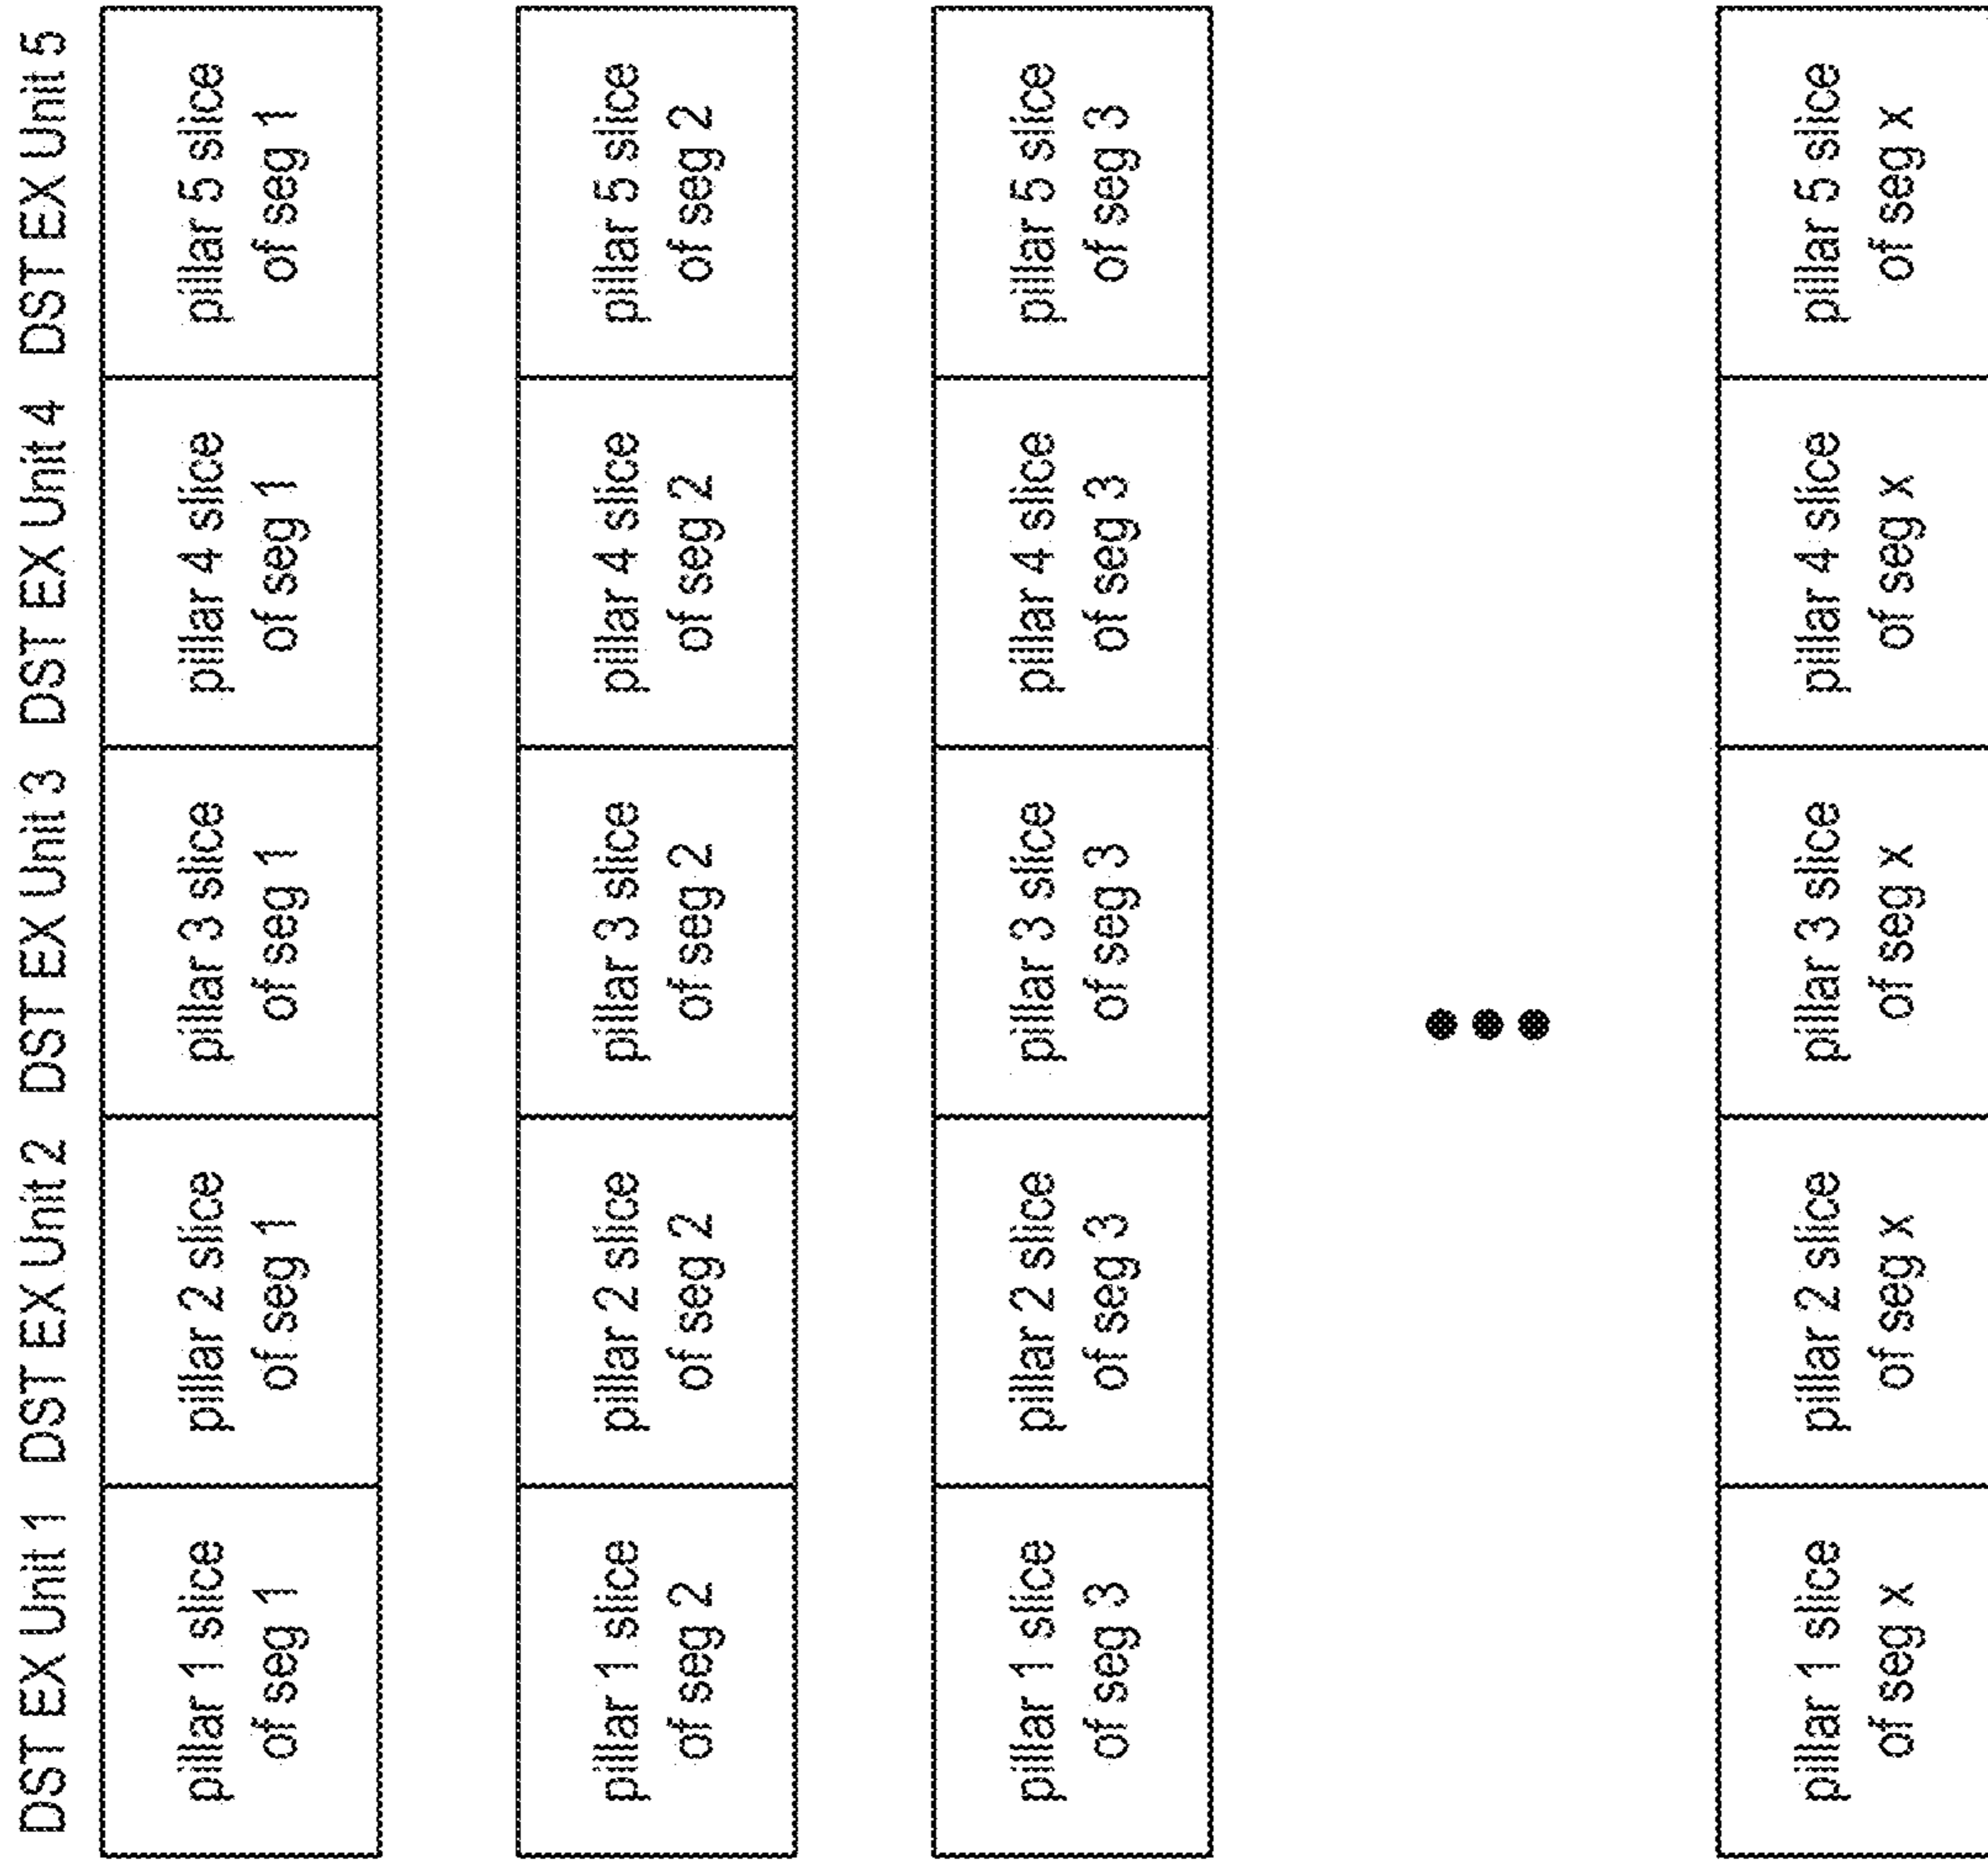 DST EX Unit 1 DST EX Unit 2 DST EX Unit 3 DST EX Unit 4 DST EX Unit 5
pillar 1 slice
of seg 1
pillar 2 slice
of seg 1
pillar 3 slice
of seg 1
pillar 4 slice
of seg 1
pillar 5 slice
of seg 1
pillar 1 slice
of seg 2
pillar 2 slice
of seg 2
pillar 3 slice
of seg 2
pillar 4 slice
of seg 2
pillar 5 slice
of seg 2
pillar 1 slice
of seg 3
pillar 2 slice
of seg 3
pillar 3 slice
of seg 3
pillar 4 slice
of seg 3
pillar 5 slice
of seg 3
pillar 1 slice
of seg x
pillar 2 slice
of seg x
pillar 3 slice
of seg x
pillar 4 slice
of seg x
pillar 5 slice
of seg x